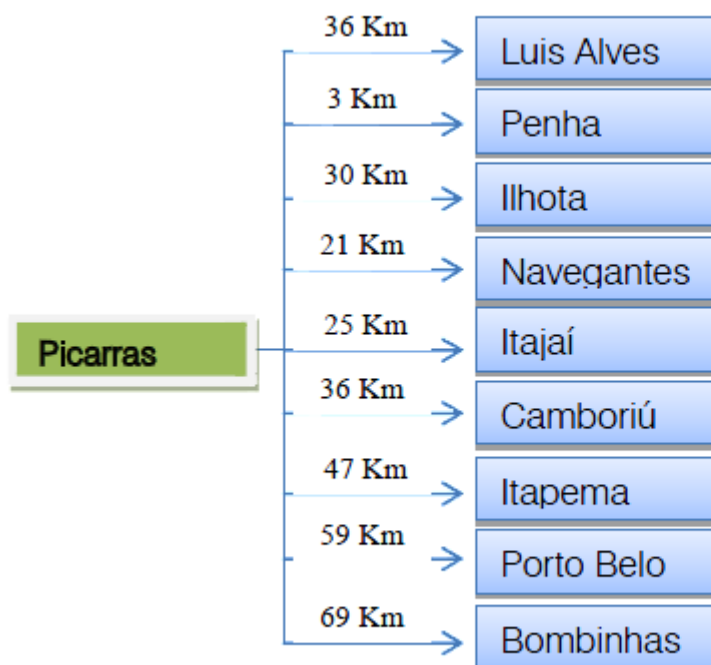 36 Km
Luis Alves
3 Km
Penha
30 Km
Ilhota
21 Km
Navegantes
Picarras
25 Km
Itajaí
36 Km
Camboriú
47 Km
Itapema
59 Km
Porto Belo
69 Km
Bombinhas